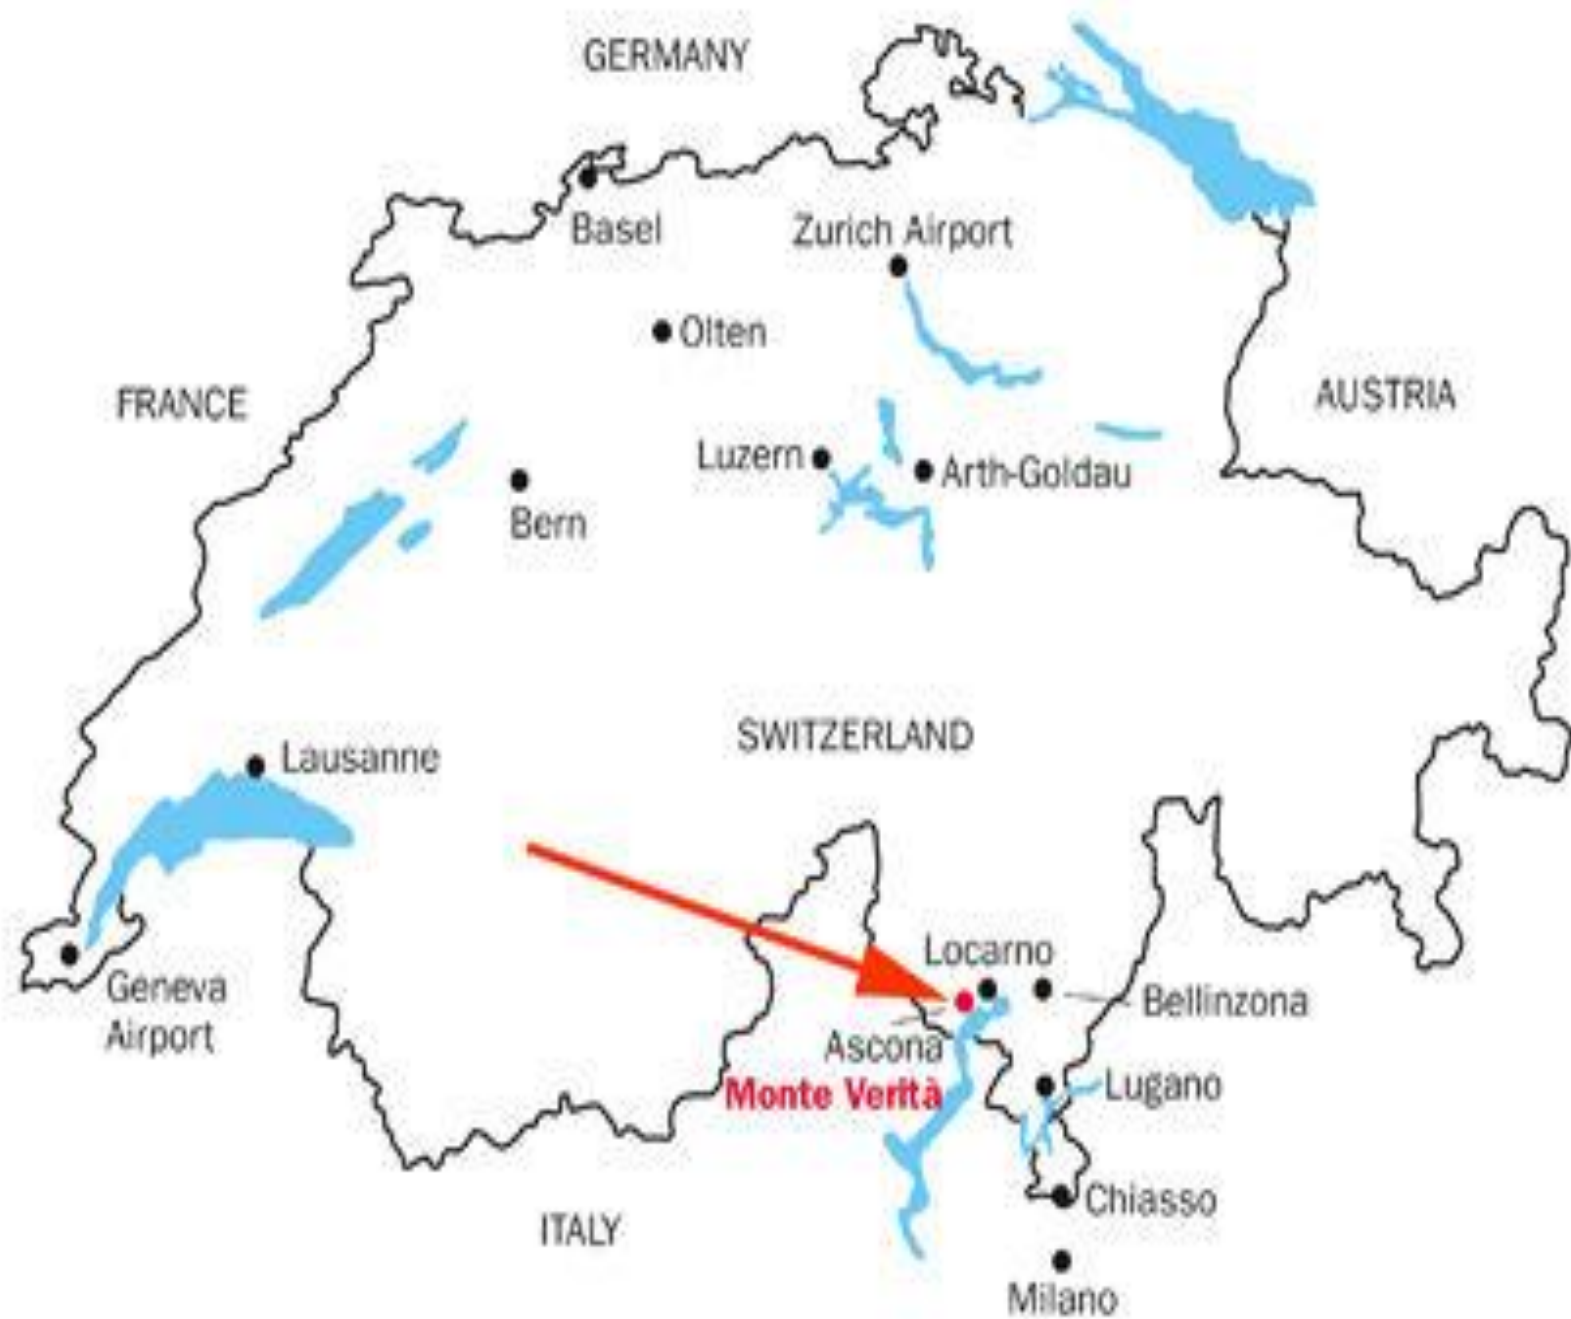 GERMANY
Basel
Zurich Airport
Olten
FRANCE
AUSTRIA
Luzern
Arth-Goldau
Bern
SWITZERLAND
Lausanne
Locarno
Geneva
Airport
Bellinzona
Ascona
Monte Verità
Lugano
Chiasso
ITALY
Milano